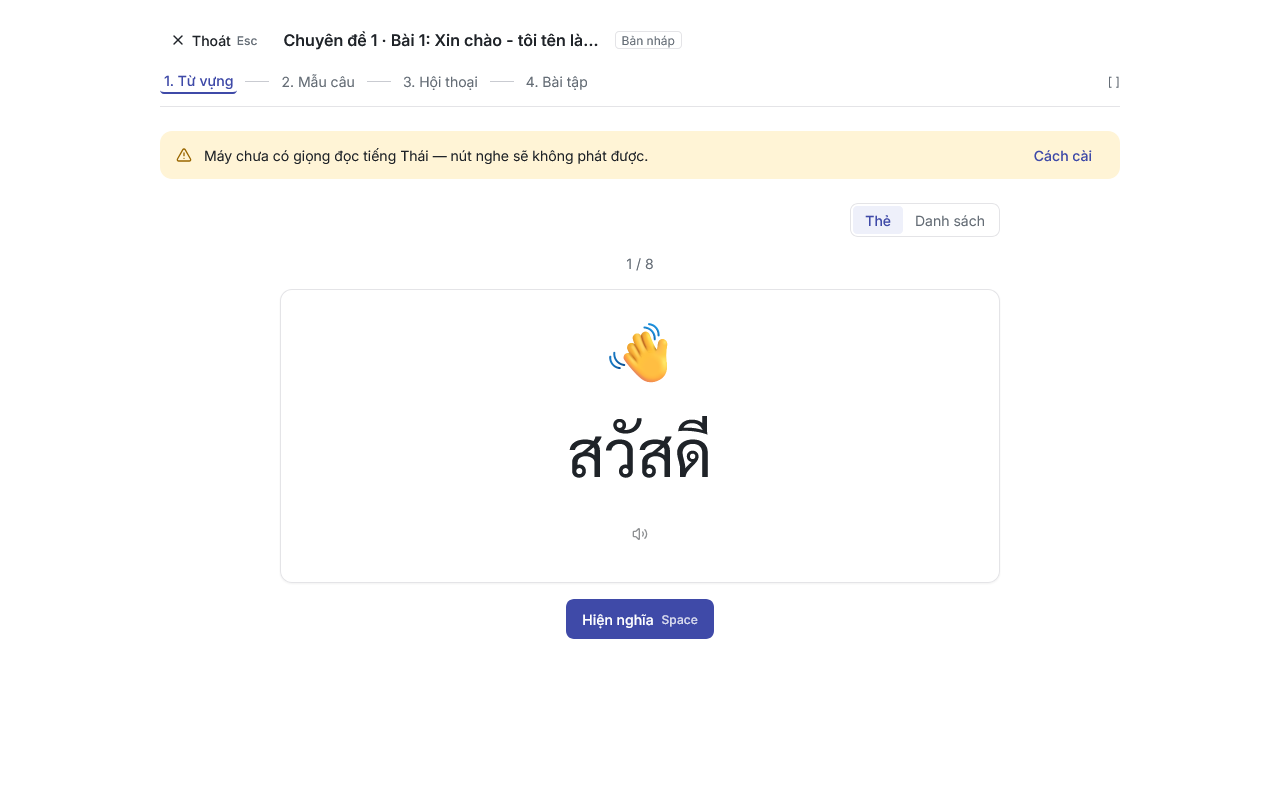 Thoát Esc Chuyên đề 1 · Bài 1: Xin chào - tôi tên là... Bản nháp
1. Từ vựng 2. Mẫu câu 3. Hội thoại 4. Bài tập [ ]
Máy chưa có giọng đọc tiếng Thái — nút nghe sẽ không phát được. Cách cài
Thẻ Danh sách
1 / 8
สวัสดี
Hiện nghĩa Space